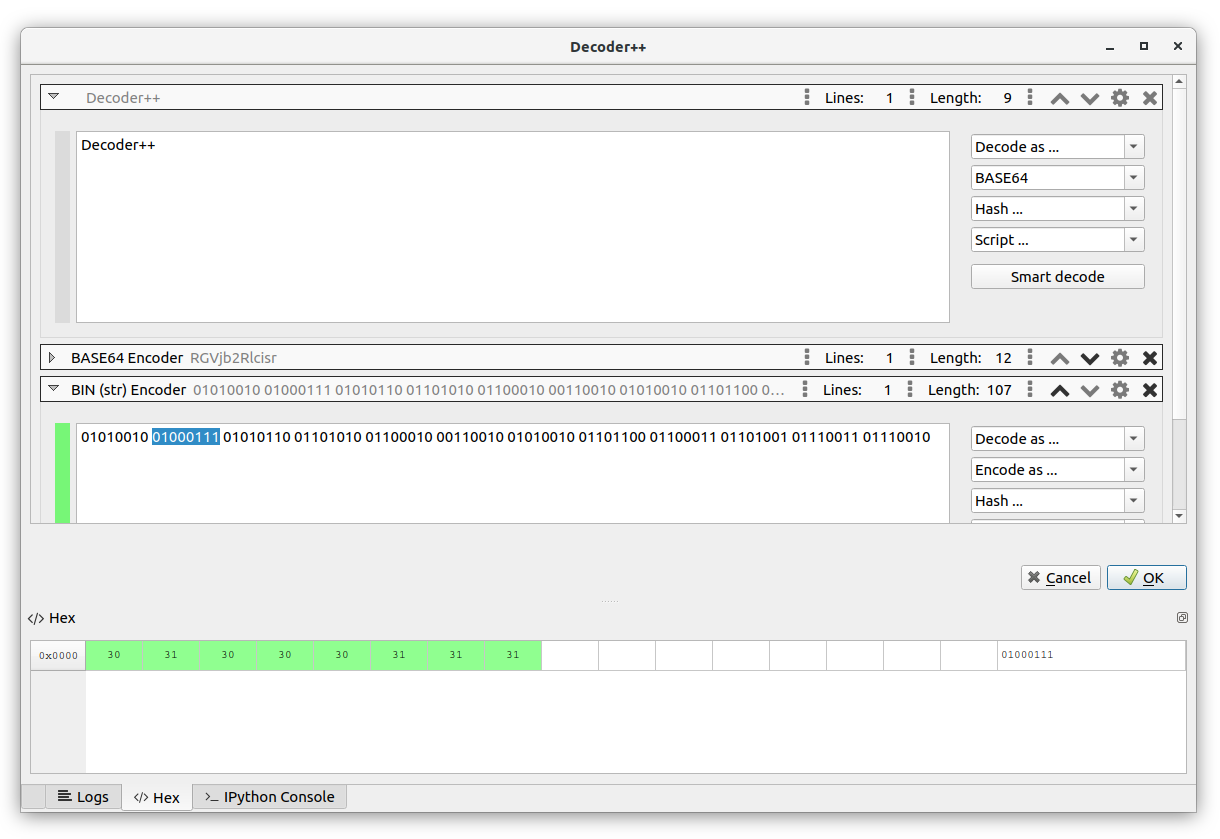 Decoder++
Decoder++ Lines: 1 Length: 9
Decoder++
Decode as ...
BASE64
Hash ...
Script ...
Smart decode
BASE64 Encoder RGVjb2Rlcisr Lines: 1 Length: 12
BIN (str) Encoder 01010010 01000111 01010110 01101010 01100010 00110010 01010010 01101100 0... Lines: 1 Length: 107
01010010 01000111 01010110 01101010 01100010 00110010 01010010 01101100 01100011 01101001 01110011 01110010
Decode as ...
Encode as ...
Hash ...
Cancel OK
</> Hex
0x0000 30 31 30 30 30 31 31 31 01000111
Logs </> Hex >_ IPython Console